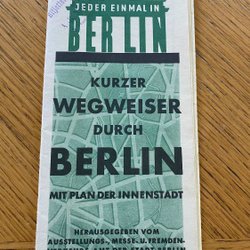 JEDER EINMAL IN
BERLIN
KURZER
WEGWEISER
DURCH
BERLIN
MIT PLAN DER INNENSTADT
HERAUSGEGEBEN VOM
AUSSTELLUNGS-, MESSE- U. FREMDEN-